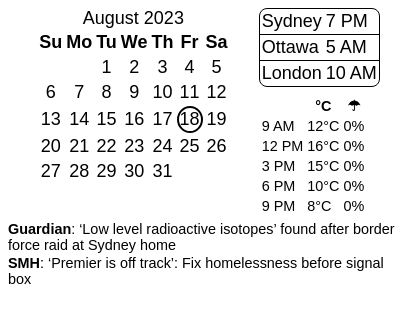 August 2023
Su Mo Tu We Th Fr Sa
1 2 3 4 5
6 7 8 9 10 11 12
13 14 15 16 17 18 19
20 21 22 23 24 25 26
27 28 29 30 31
Sydney 7 PM
Ottawa 5 AM
London 10 AM
°C ☂
9 AM 12°C 0%
12 PM 16°C 0%
3 PM 15°C 0%
6 PM 10°C 0%
9 PM 8°C 0%
Guardian: ‘Low level radioactive isotopes’ found after border
force raid at Sydney home
SMH: ‘Premier is off track’: Fix homelessness before signal
box